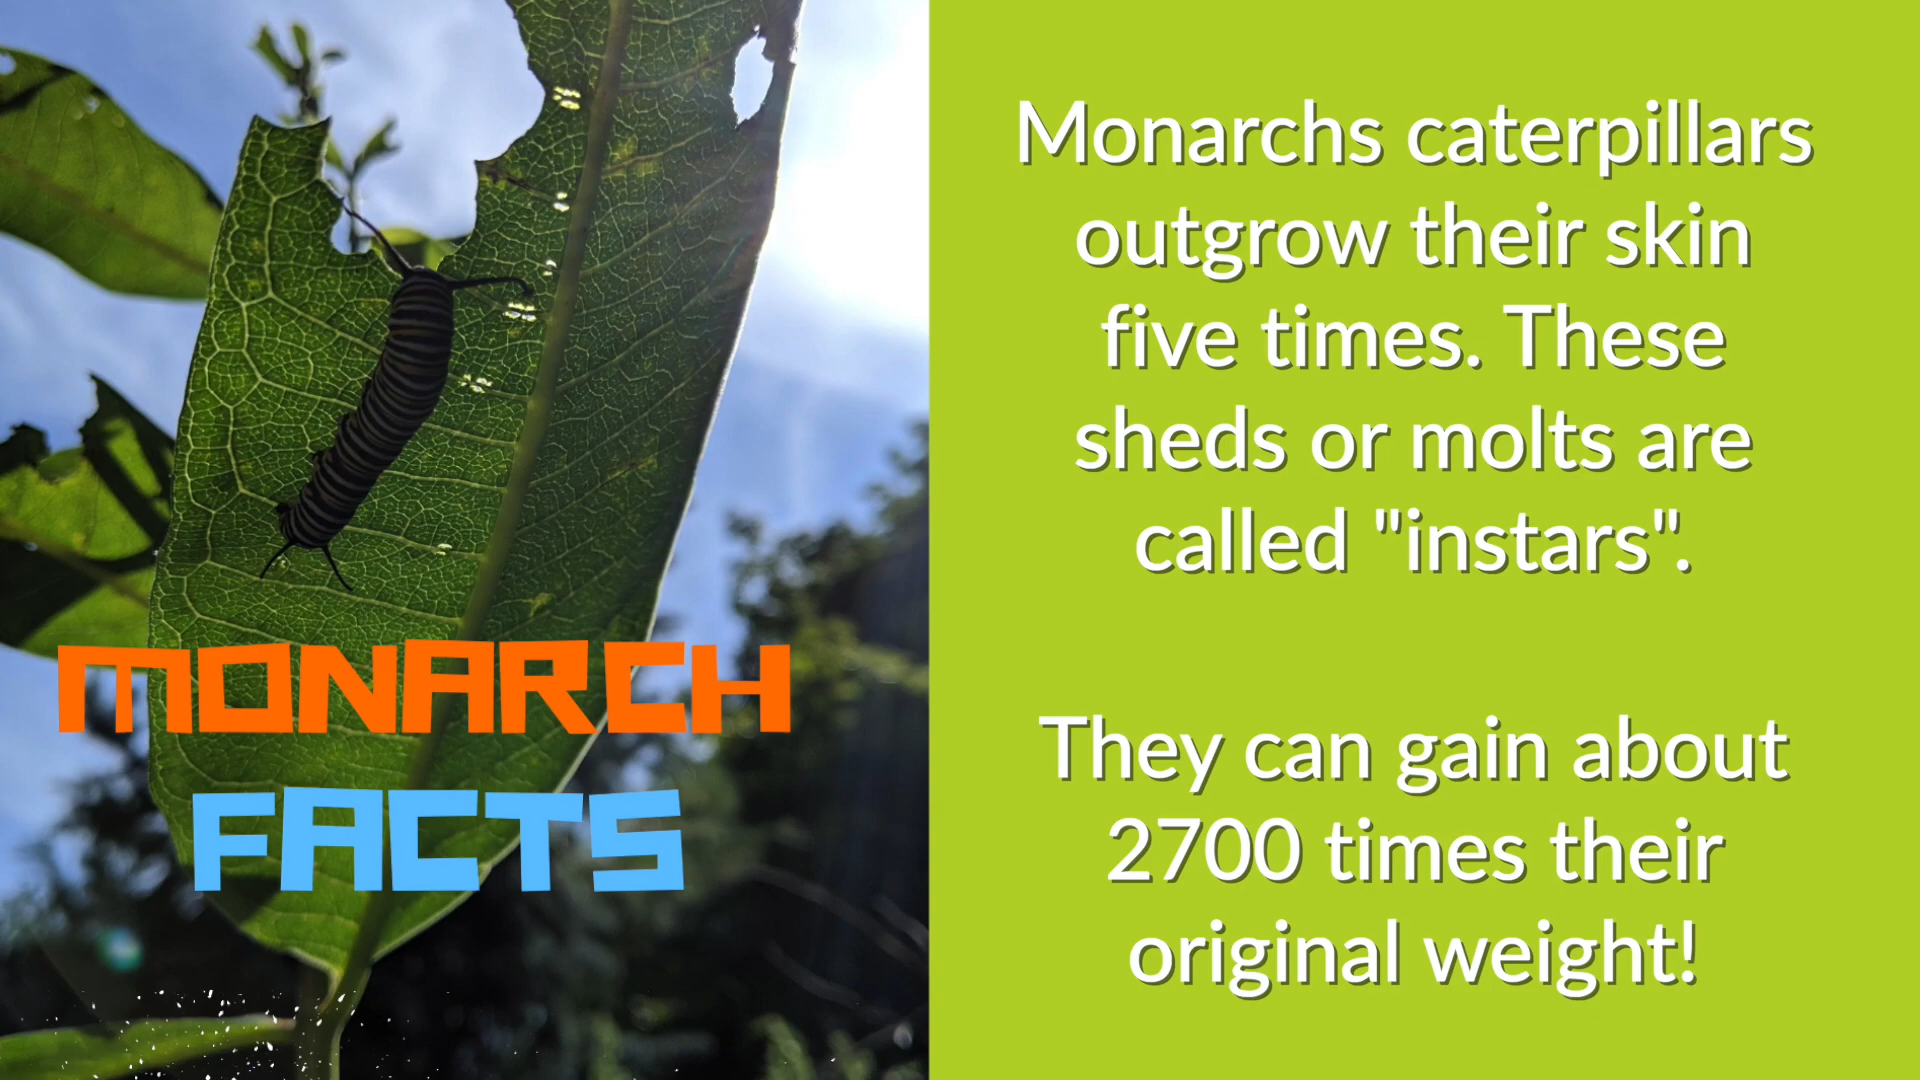 MONARCH
FACTS
Monarchs caterpillars
outgrow their skin
five times. These
sheds or molts are
called "instars".
They can gain about
2700 times their
original weight!